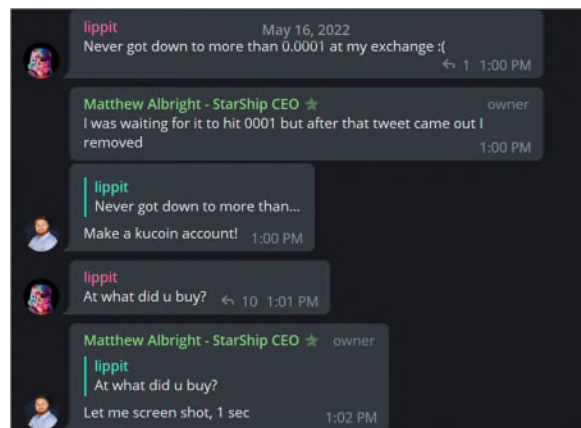 lippit
May 16, 2022
Never got down to more than 0.0001 at my exchange :(
1 1:00 PM
Matthew Albright - StarShip CEO owner
I was waiting for it to hit 0001 but after that tweet came out I
removed
1:00 PM
lippit
Never got down to more than...
Make a kucoin account! 1:00 PM
lippit
At what did u buy? 10 1:01 PM
Matthew Albright - StarShip CEO owner
lippit
At what did u buy?
Let me screen shot, 1 sec 1:02 PM